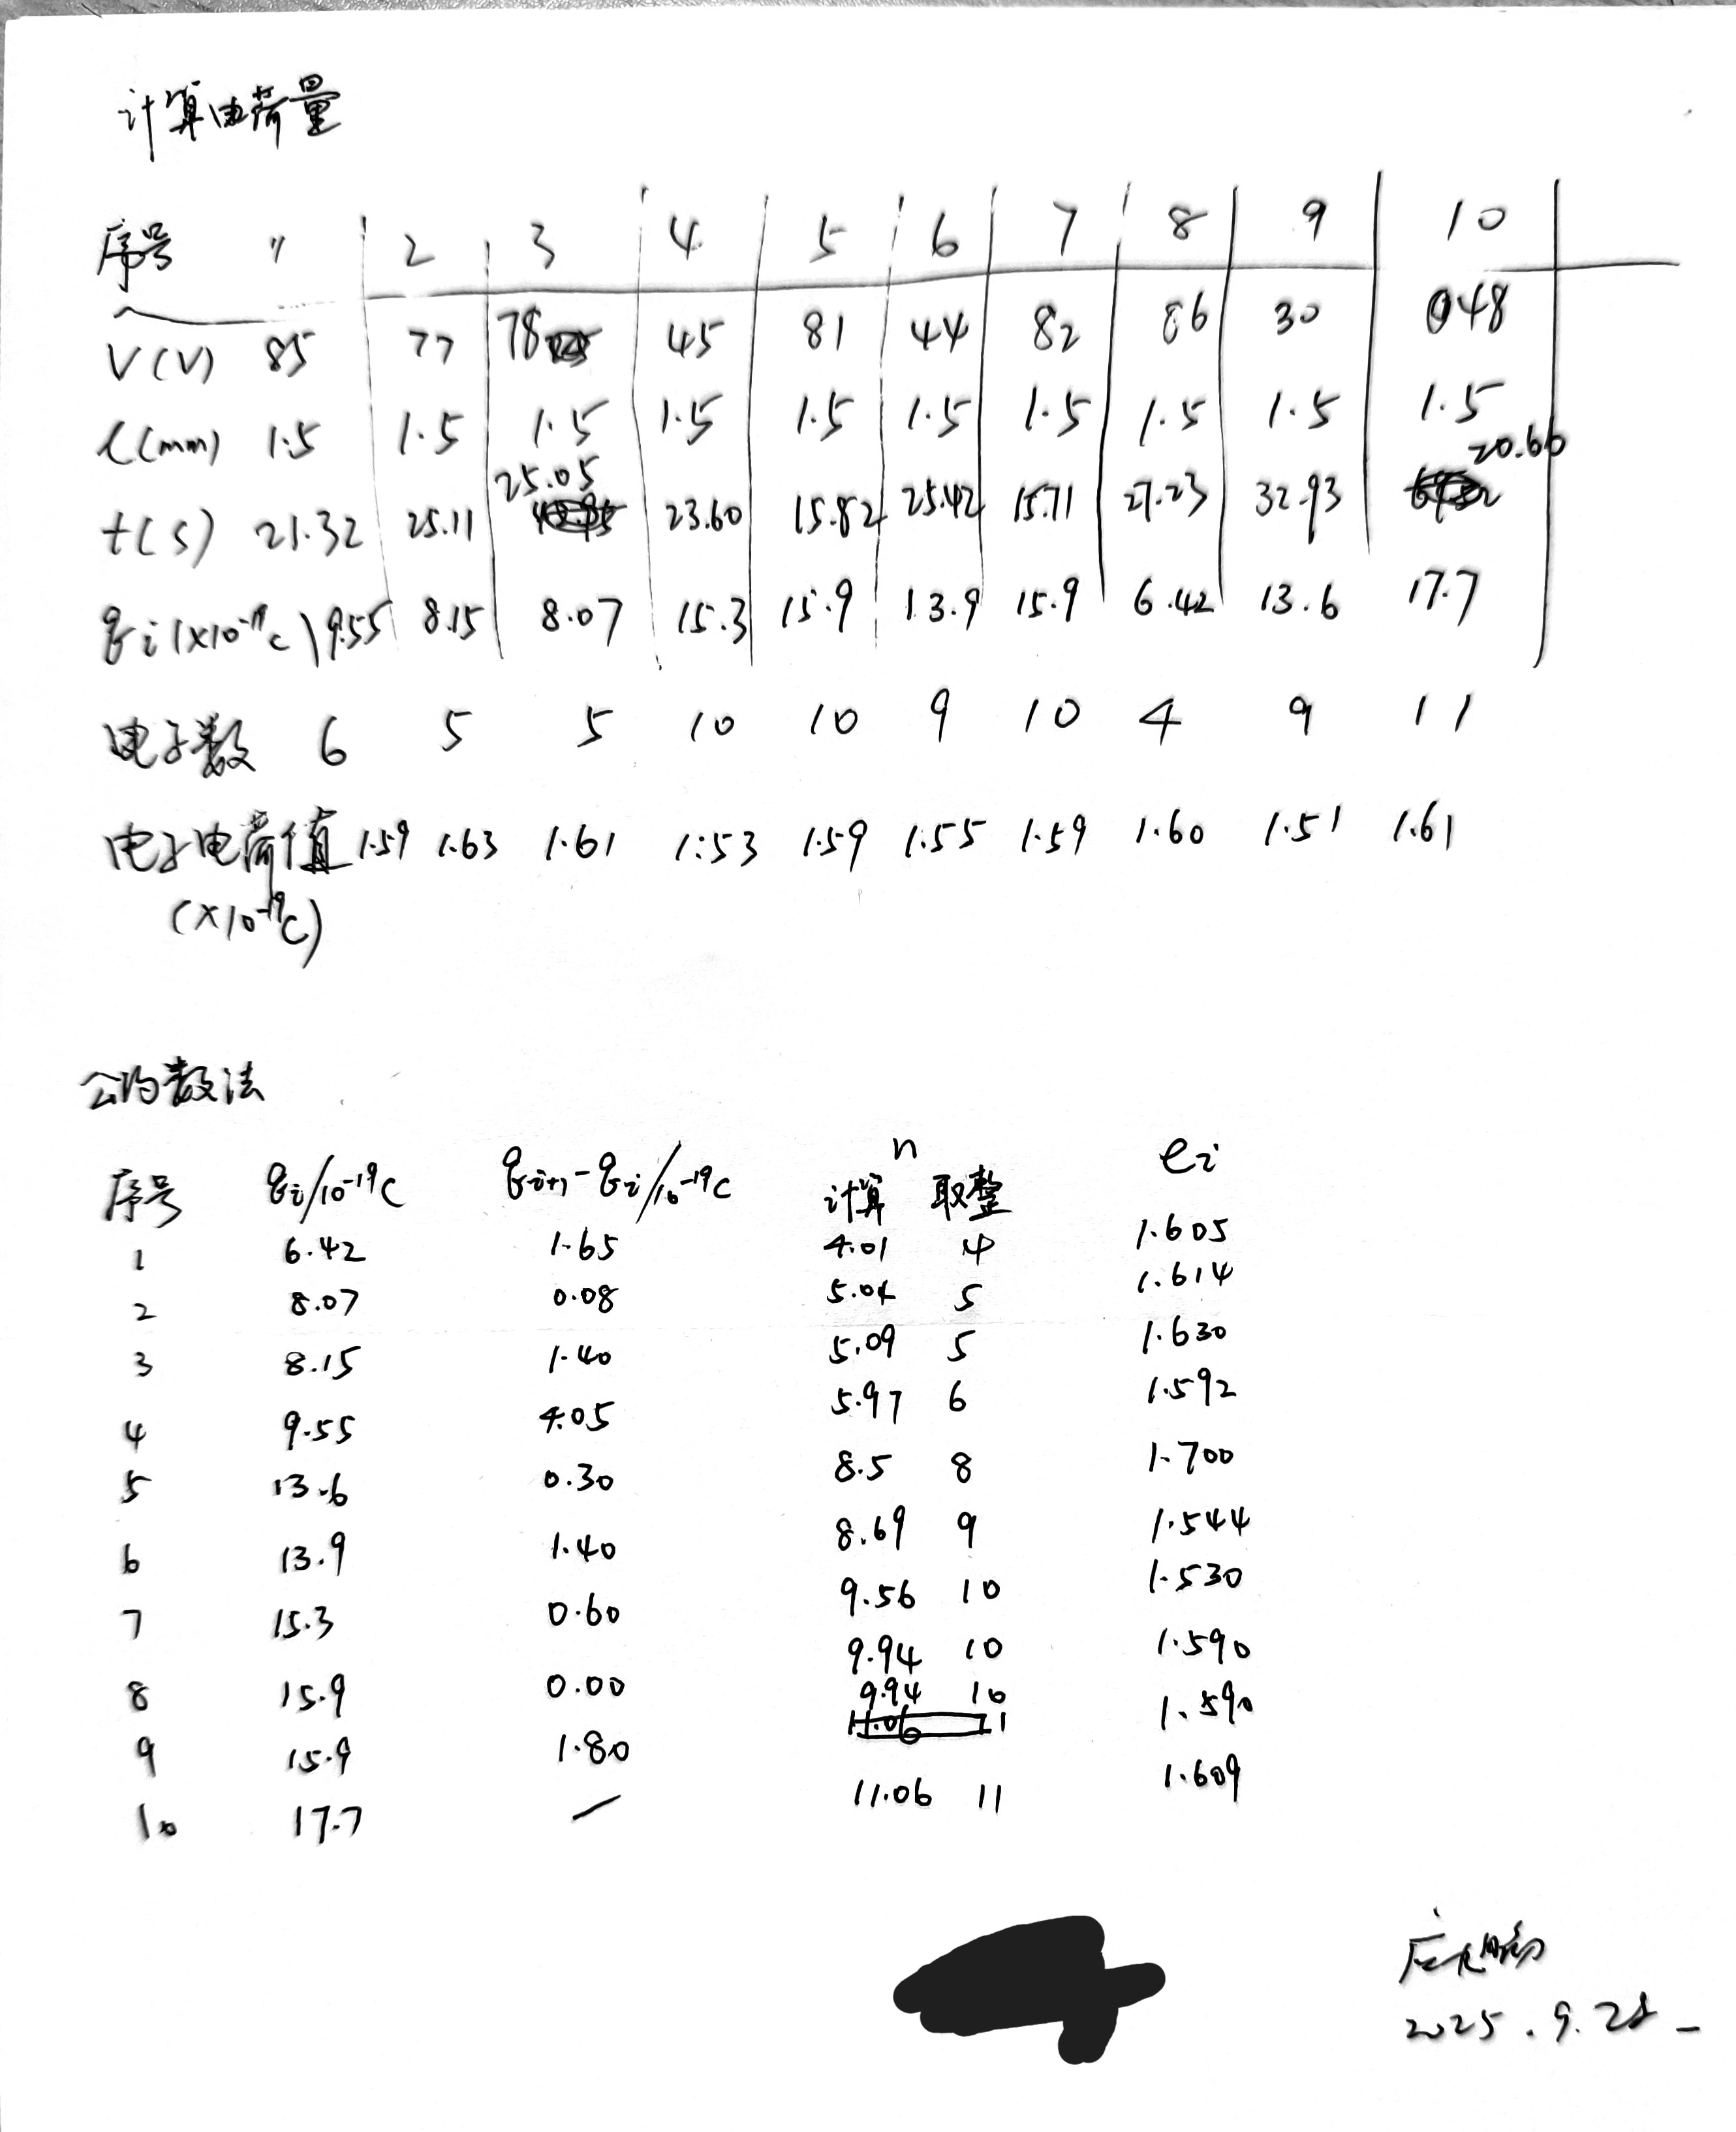 计算电荷量
序号 1 2 3 4 5 6 7 8 9 10
V(V) 85 77 78 45 81 44 82 86 30 48
l(mm) 1.5 1.5 1.5 1.5 1.5 1.5 1.5 1.5 1.5 1.5
t(s) 21.32 25.11 25.05 23.60 15.82 25.42 15.71 27.23 32.93 20.66
qi(×10⁻¹⁹C) 9.55 8.15 8.07 15.3 15.9 13.9 15.9 6.42 13.6 17.7
电子数 6 5 5 10 10 9 10 4 9 11
电子电荷值 1.59 1.63 1.61 1.53 1.59 1.55 1.59 1.60 1.51 1.61
(×10⁻¹⁹C)
公约数法
序号 qi/10⁻¹⁹C qi+1-qi/10⁻¹⁹C n ei
计算 取整
1 6.42 1.65 4.01 4 1.605
2 8.07 0.08 5.04 5 1.614
3 8.15 1.40 5.09 5 1.630
4 9.55 4.05 5.97 6 1.592
5 13.6 0.30 8.5 8 1.700
6 13.9 1.40 8.69 9 1.544
7 15.3 0.60 9.56 10 1.530
8 15.9 0.00 9.94 10 1.590
9 15.9 1.80 9.94 10 1.590
10 17.7 — 11.06 11 1.609
2025.9.28